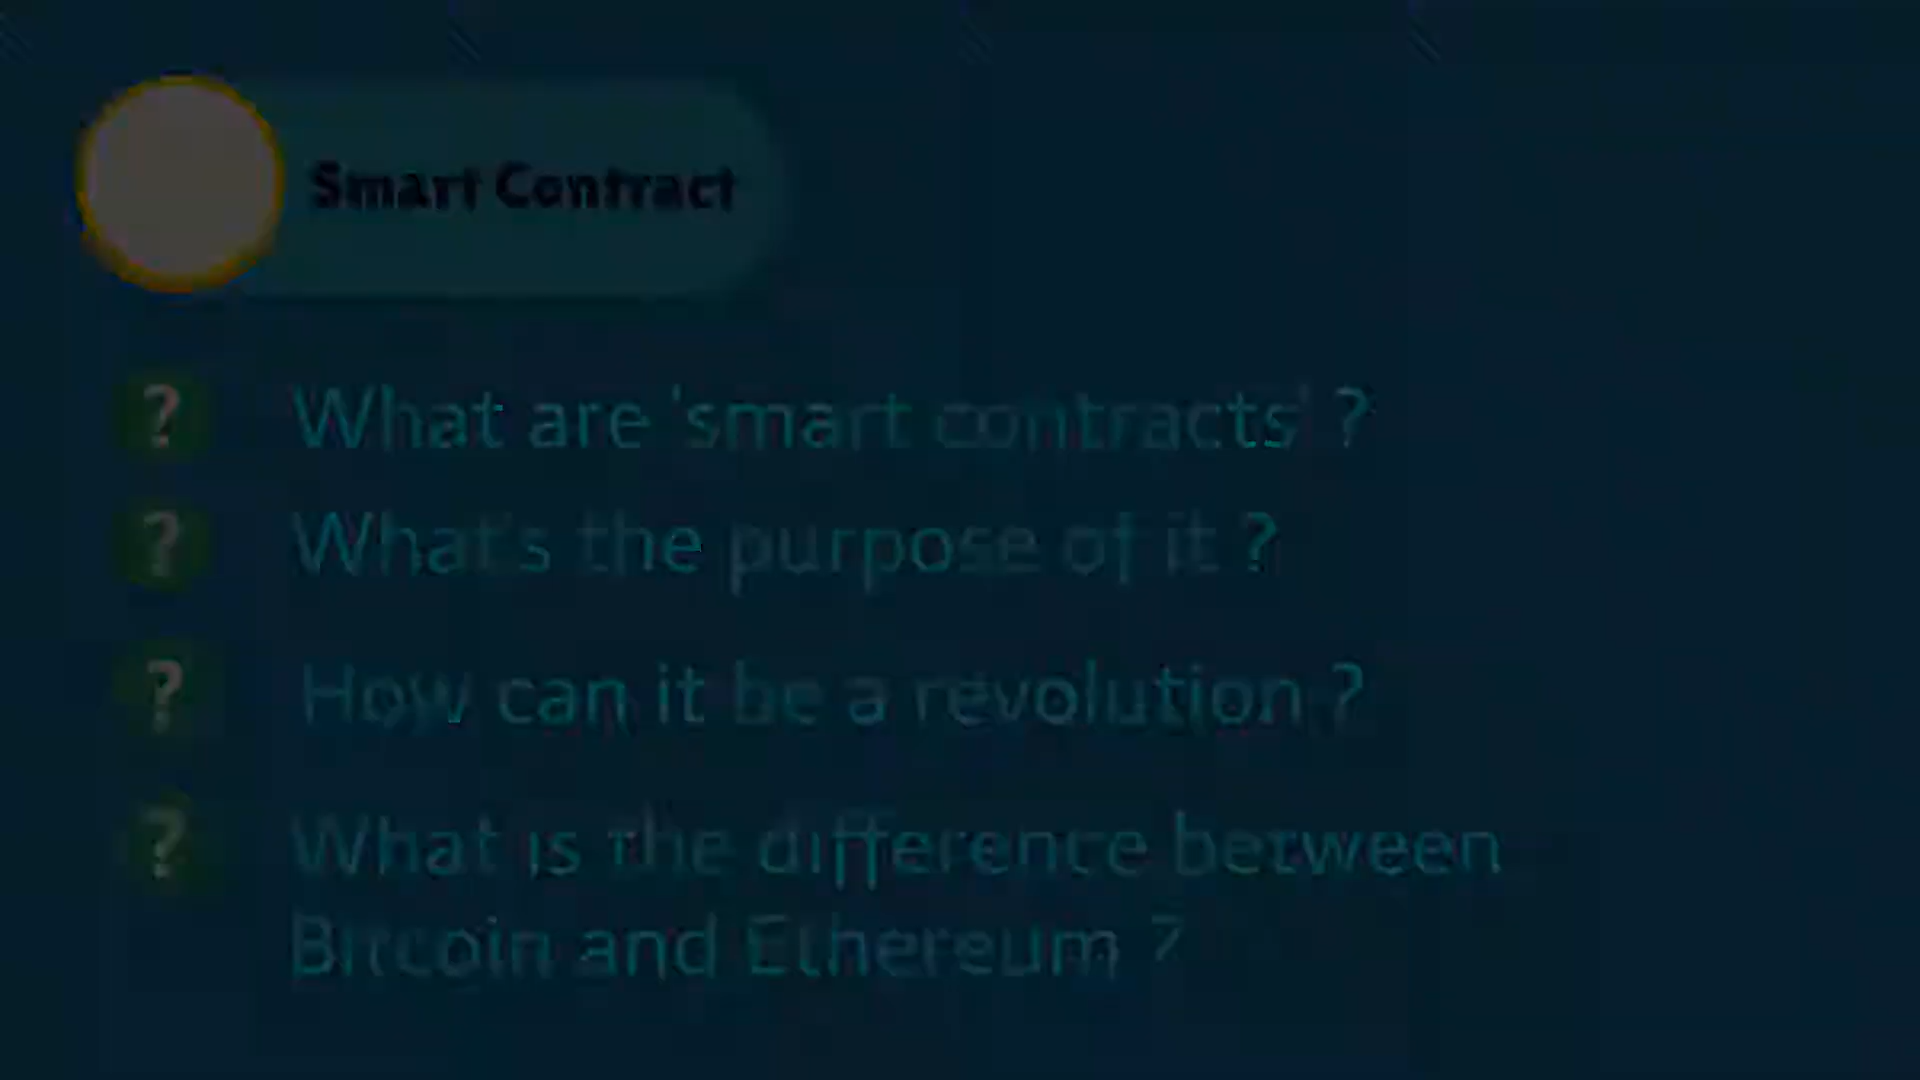 Smart Contract
? What are 'smart contracts' ?
? What's the purpose of it ?
? How can it be a revolution ?
? What is the difference between
Bitcoin and Ethereum ?